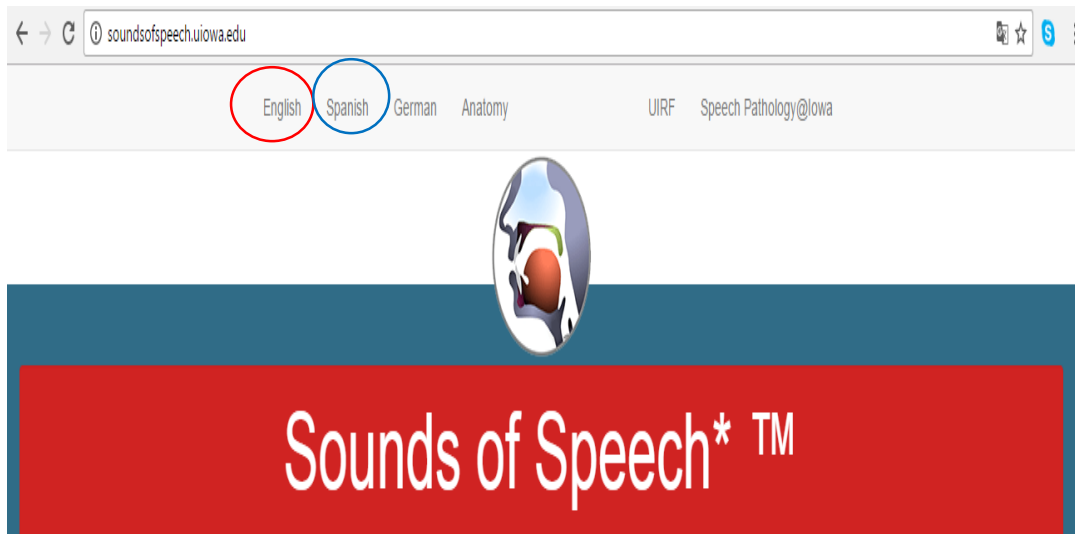 soundsofspeech.uiowa.edu
English Spanish German Anatomy UIRF Speech Pathology@Iowa
Sounds of Speech* ™